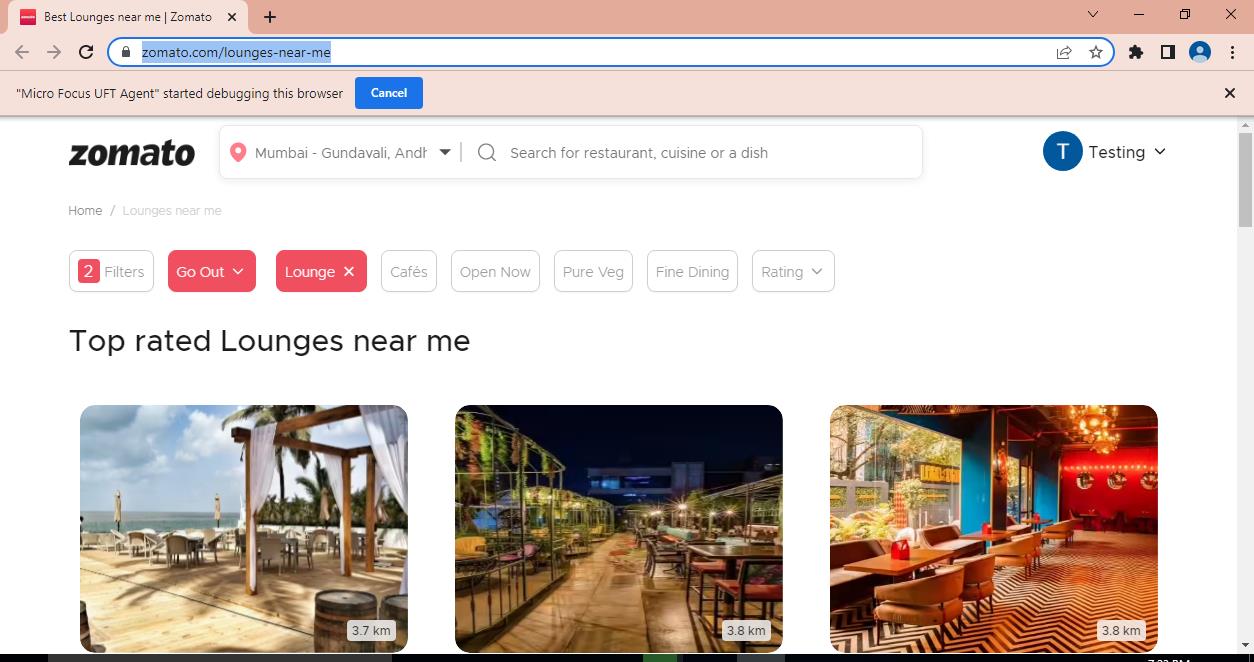 Best Lounges near me | Zomato
zomato.com/lounges-near-me
"Micro Focus UFT Agent" started debugging this browser Cancel
zomato Mumbai - Gundavali, Andh Search for restaurant, cuisine or a dish T Testing
Home / Lounges near me
2 Filters Go Out Lounge Cafés Open Now Pure Veg Fine Dining Rating
Top rated Lounges near me
3.7 km 3.8 km 3.8 km